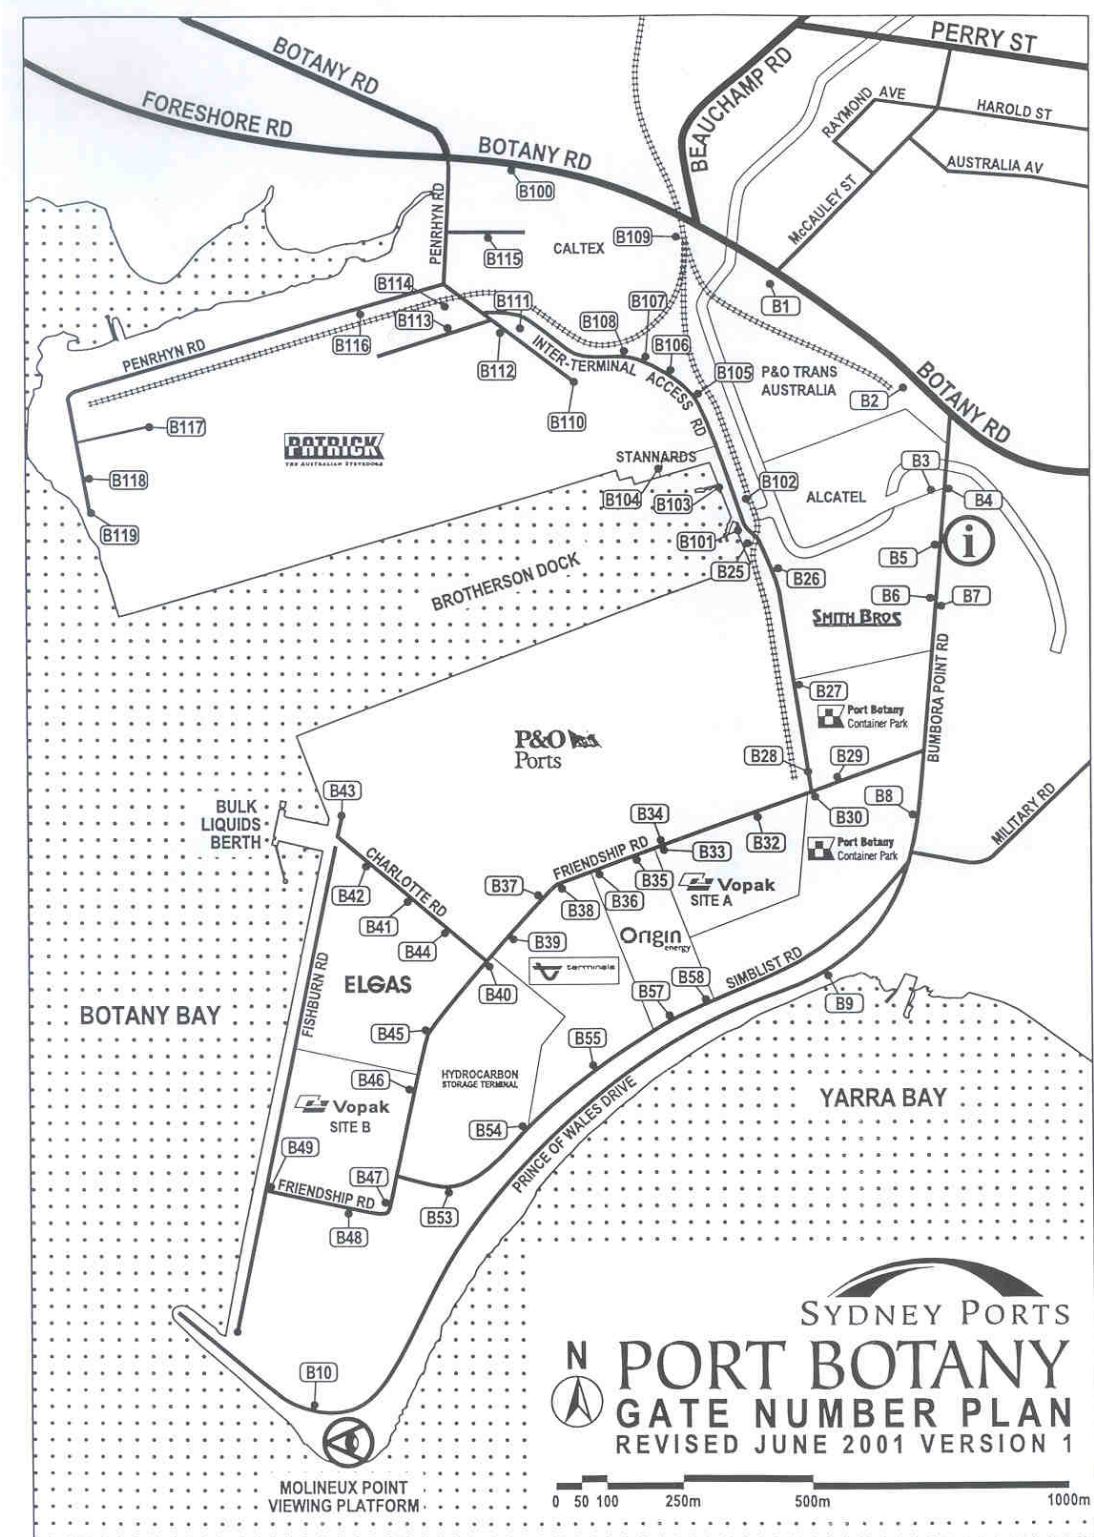 PERRY ST
BOTANY RD
BEAUCHAMP RD
FORESHORE RD
RAYMOND AVE
HAROLD ST
BOTANY RD
AUSTRALIA AV
B100
McCAULEY ST
PENRHYN RD
B109
CALTEX
B115
B114
B1
B111
B107
B108
B113
B116
B106
PENRHYN RD
INTER-TERMINAL ACCESS RD
B112
B105
P&O TRANS
AUSTRALIA
B2
BOTANY RD
B110
B117
PATRICK
THE AUSTRALIAN STEVEDORE
STANNARDS
B3
B118
B102
ALCATEL
B4
B104
B103
B119
B101
i
B5
BROTHERSON DOCK
B25
B26
B6
B7
SMITH BROS
BUMBORA POINT RD
B27
Port Botany
Container Park
P&O
Ports
B28
B29
B43
BULK
LIQUIDS
BERTH
B34
B30
B8
MILITARY RD
FRIENDSHIP RD
B33
B32
Port Botany
Container Park
CHARLOTTE RD
B42
B35
B37
B36
Vopak
SITE A
B38
B41
B44
B39
Origin
energy
terminals
SIMBLIST RD
FISHBURN RD
ELGAS
B40
B58
B57
B9
BOTANY BAY
B45
B55
B46
HYDROCARBON
STORAGE TERMINAL
PRINCE OF WALES DRIVE
YARRA BAY
Vopak
SITE B
B54
B49
B47
FRIENDSHIP RD
B53
B48
SYDNEY PORTS
N
PORT BOTANY
GATE NUMBER PLAN
REVISED JUNE 2001 VERSION 1
B10
MOLINEUX POINT
VIEWING PLATFORM
0 50 100 250m 500m 1000m